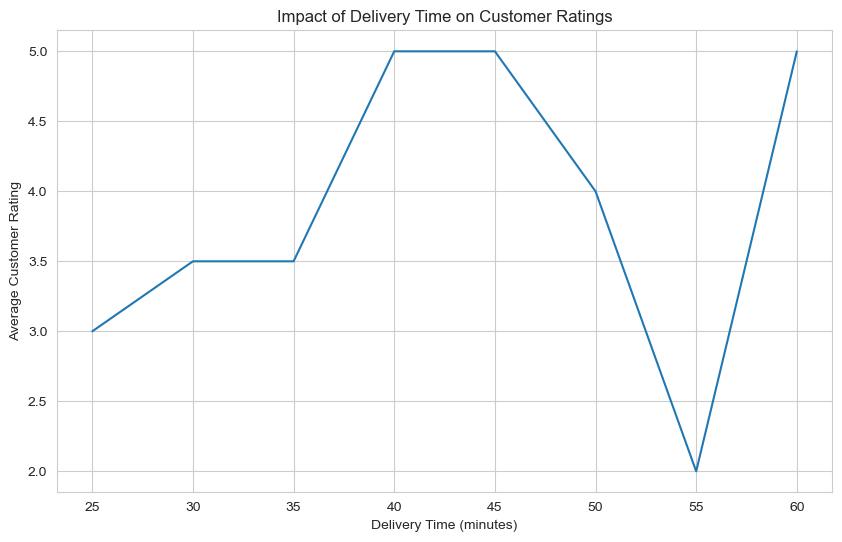 Impact of Delivery Time on Customer Ratings
Average Customer Rating
5.0
4.5
4.0
3.5
3.0
2.5
2.0
25 30 35 40 45 50 55 60
Delivery Time (minutes)